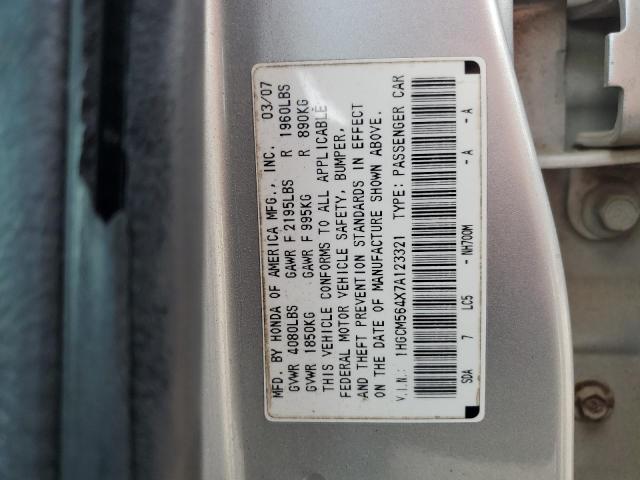 MFD. BY HONDA OF AMERICA MFG., INC. 03/07
GVWR 4080LBS GAWR F 2195LBS R 1960LBS
GVWR 1850KG GAWR F 995KG R 890KG
THIS VEHICLE CONFORMS TO ALL APPLICABLE
FEDERAL MOTOR VEHICLE SAFETY, BUMPER,
AND THEFT PREVENTION STANDARDS IN EFFECT
ON THE DATE OF MANUFACTURE SHOWN ABOVE.
V.I.N.: 1HGCM564X7A123321 TYPE: PASSENGER CAR
SDA 7 LC5 - NH700M - A - A